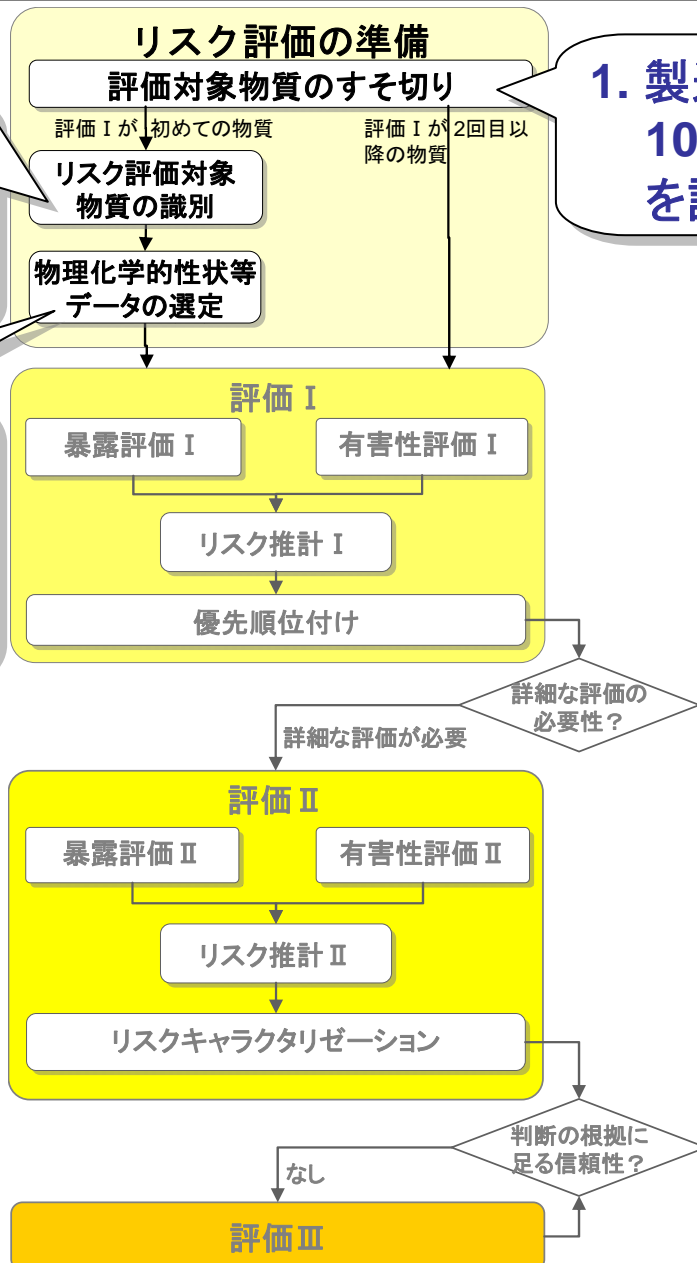 リスク評価の準備
評価対象物質のすそ切り
評価Ⅰが初めての物質
評価Ⅰが2回目以
降の物質
リスク評価対象
物質の識別
物理化学的性状等
データの選定
1. 製
10
を
評価Ⅰ
暴露評価Ⅰ
有害性評価Ⅰ
リスク推計Ⅰ
優先順位付け
詳細な評価の
必要性?
詳細な評価が必要
評価Ⅱ
暴露評価Ⅱ
有害性評価Ⅱ
リスク推計Ⅱ
リスクキャラクタリゼーション
判断の根拠に
足る信頼性?
なし
評価Ⅲ